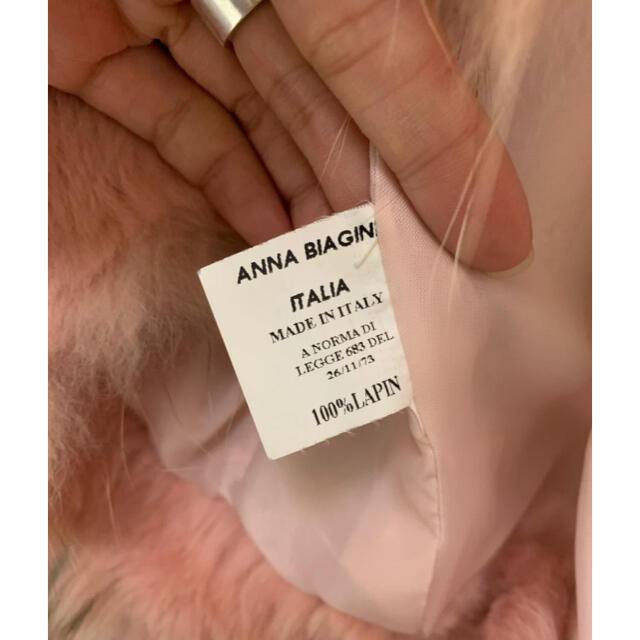 ANNA BIAGINI
ITALIA
MADE IN ITALY
A NORMA DI
LEGGE 683 DEL
26/11/73
100% LAPIN